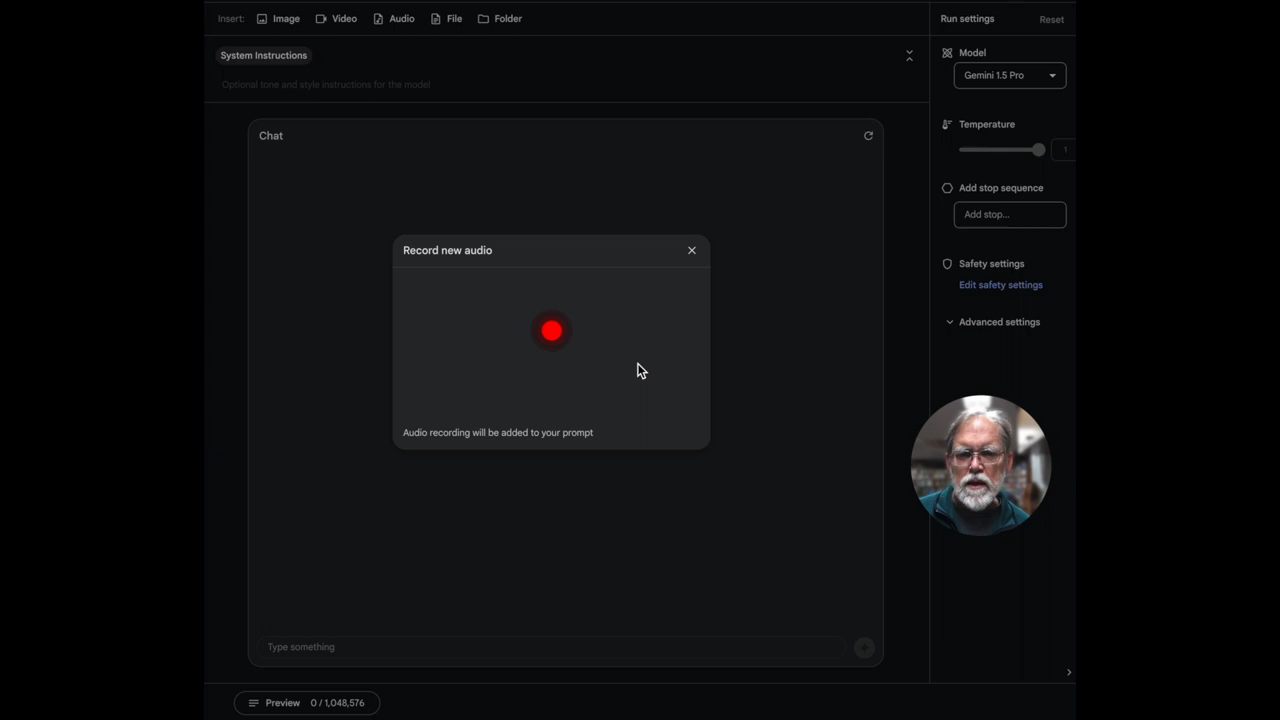 Insert: Image Video Audio File Folder
Run settings Reset
System Instructions
Optional tone and style instructions for the model
Model
Gemini 1.5 Pro
Chat
Temperature
1
Add stop sequence
Add stop...
Record new audio
Safety settings
Edit safety settings
Advanced settings
Audio recording will be added to your prompt
Type something
Preview 0 / 1,048,576